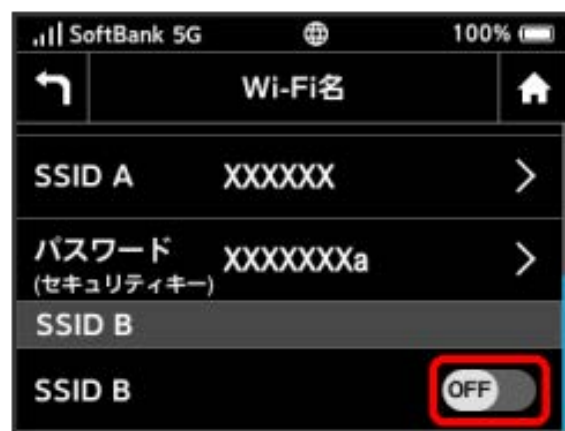 SoftBank 5G 100%
Wi-Fi名
SSID A XXXXXX
パスワード XXXXXXXa
(セキュリティキー)
SSID B
SSID B OFF